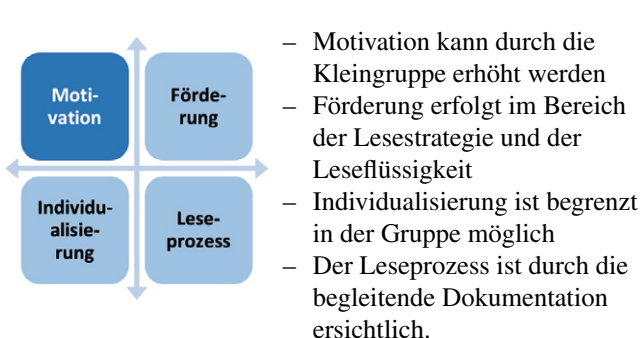 Moti-
vation
Förde-
rung
Individu-
alisie-
rung
Lese-
prozess
– Motivation kann durch die
Kleingruppe erhöht werden
– Förderung erfolgt im Bereich
der Lesestrategie und der
Leseflüssigkeit
– Individualisierung ist begrenzt
in der Gruppe möglich
– Der Leseprozess ist durch die
begleitende Dokumentation
ersichtlich.